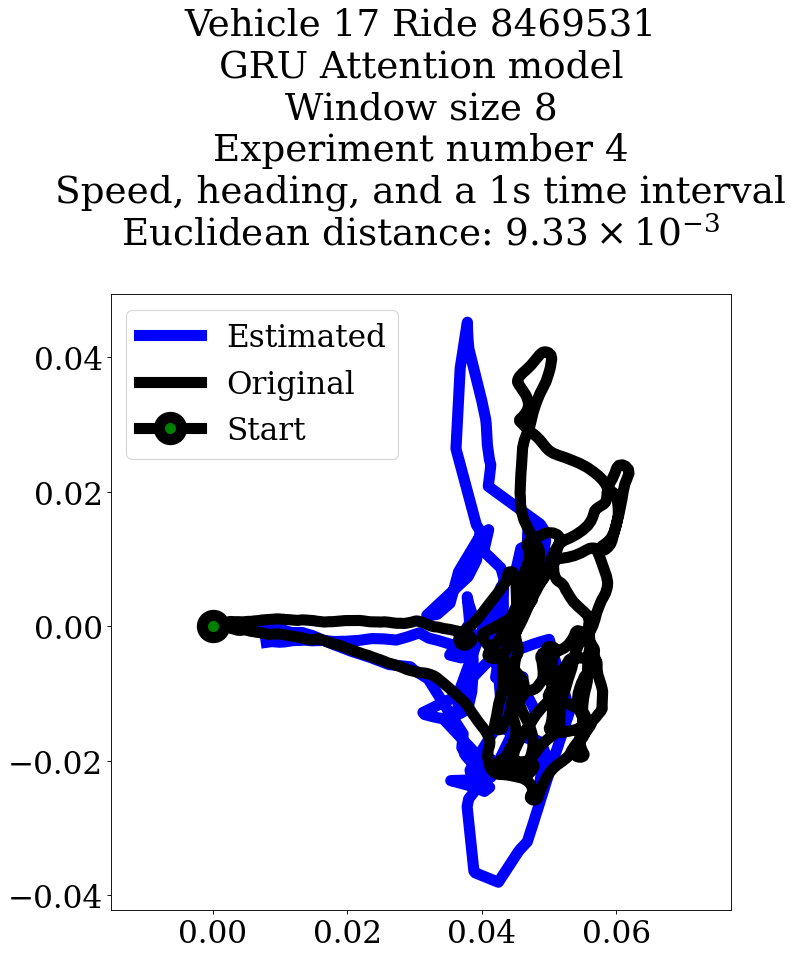 Vehicle 17 Ride 8469531
GRU Attention model
Window size 8
Experiment number 4
Speed, heading, and a 1s time interval
Euclidean distance: 9.33 × 10⁻³
Estimated
Original
Start
0.04
0.02
0.00
−0.02
−0.04
0.00 0.02 0.04 0.06